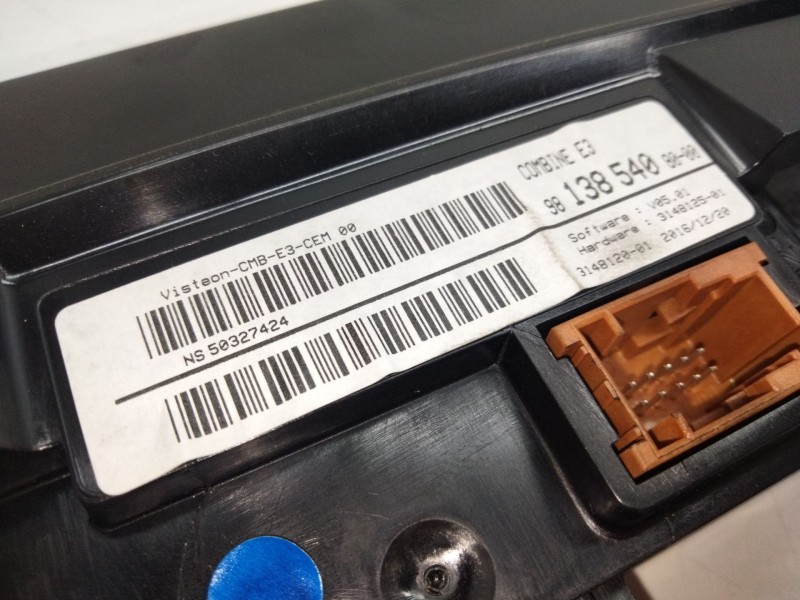 Visteon-CMB-E3-CEM 00
NS 50327424
COMBINE E3
98 138 540 80-00
Software : V05.01
Hardware : 3148125-01
3148120-01 2016/12/20